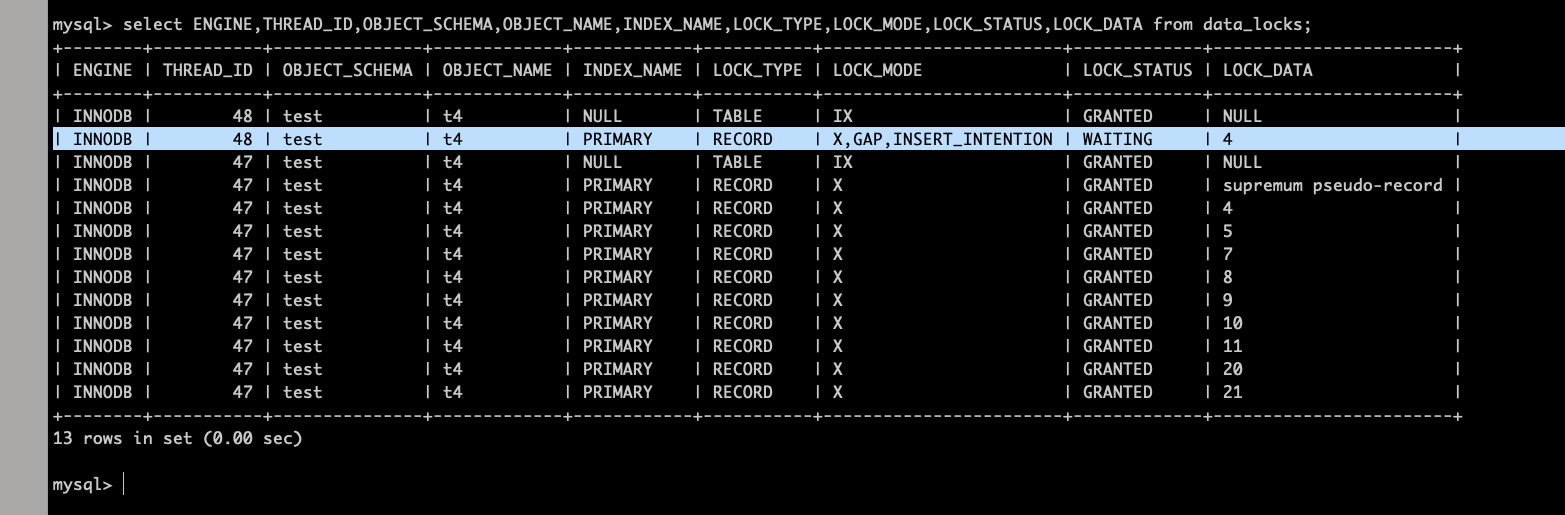 mysql> select ENGINE,THREAD_ID,OBJECT_SCHEMA,OBJECT_NAME,INDEX_NAME,LOCK_TYPE,LOCK_MODE,LOCK_STATUS,LOCK_DATA from data_locks;
+--------+-----------+---------------+-------------+------------+-----------+------------------------+-------------+------------------------+
| ENGINE | THREAD_ID | OBJECT_SCHEMA | OBJECT_NAME | INDEX_NAME | LOCK_TYPE | LOCK_MODE              | LOCK_STATUS | LOCK_DATA              |
+--------+-----------+---------------+-------------+------------+-----------+------------------------+-------------+------------------------+
| INNODB |        48 | test          | t4          | NULL       | TABLE     | IX                     | GRANTED     | NULL                   |
| INNODB |        48 | test          | t4          | PRIMARY    | RECORD    | X,GAP,INSERT_INTENTION | WAITING     | 4                      |
| INNODB |        47 | test          | t4          | NULL       | TABLE     | IX                     | GRANTED     | NULL                   |
| INNODB |        47 | test          | t4          | PRIMARY    | RECORD    | X                      | GRANTED     | supremum pseudo-record |
| INNODB |        47 | test          | t4          | PRIMARY    | RECORD    | X                      | GRANTED     | 4                      |
| INNODB |        47 | test          | t4          | PRIMARY    | RECORD    | X                      | GRANTED     | 5                      |
| INNODB |        47 | test          | t4          | PRIMARY    | RECORD    | X                      | GRANTED     | 7                      |
| INNODB |        47 | test          | t4          | PRIMARY    | RECORD    | X                      | GRANTED     | 8                      |
| INNODB |        47 | test          | t4          | PRIMARY    | RECORD    | X                      | GRANTED     | 9                      |
| INNODB |        47 | test          | t4          | PRIMARY    | RECORD    | X                      | GRANTED     | 10                     |
| INNODB |        47 | test          | t4          | PRIMARY    | RECORD    | X                      | GRANTED     | 11                     |
| INNODB |        47 | test          | t4          | PRIMARY    | RECORD    | X                      | GRANTED     | 20                     |
| INNODB |        47 | test          | t4          | PRIMARY    | RECORD    | X                      | GRANTED     | 21                     |
+--------+-----------+---------------+-------------+------------+-----------+------------------------+-------------+------------------------+
13 rows in set (0.00 sec)
mysql>